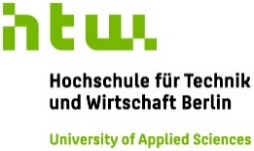 htw.
Hochschule für Technik
und Wirtschaft Berlin
University of Applied Sciences